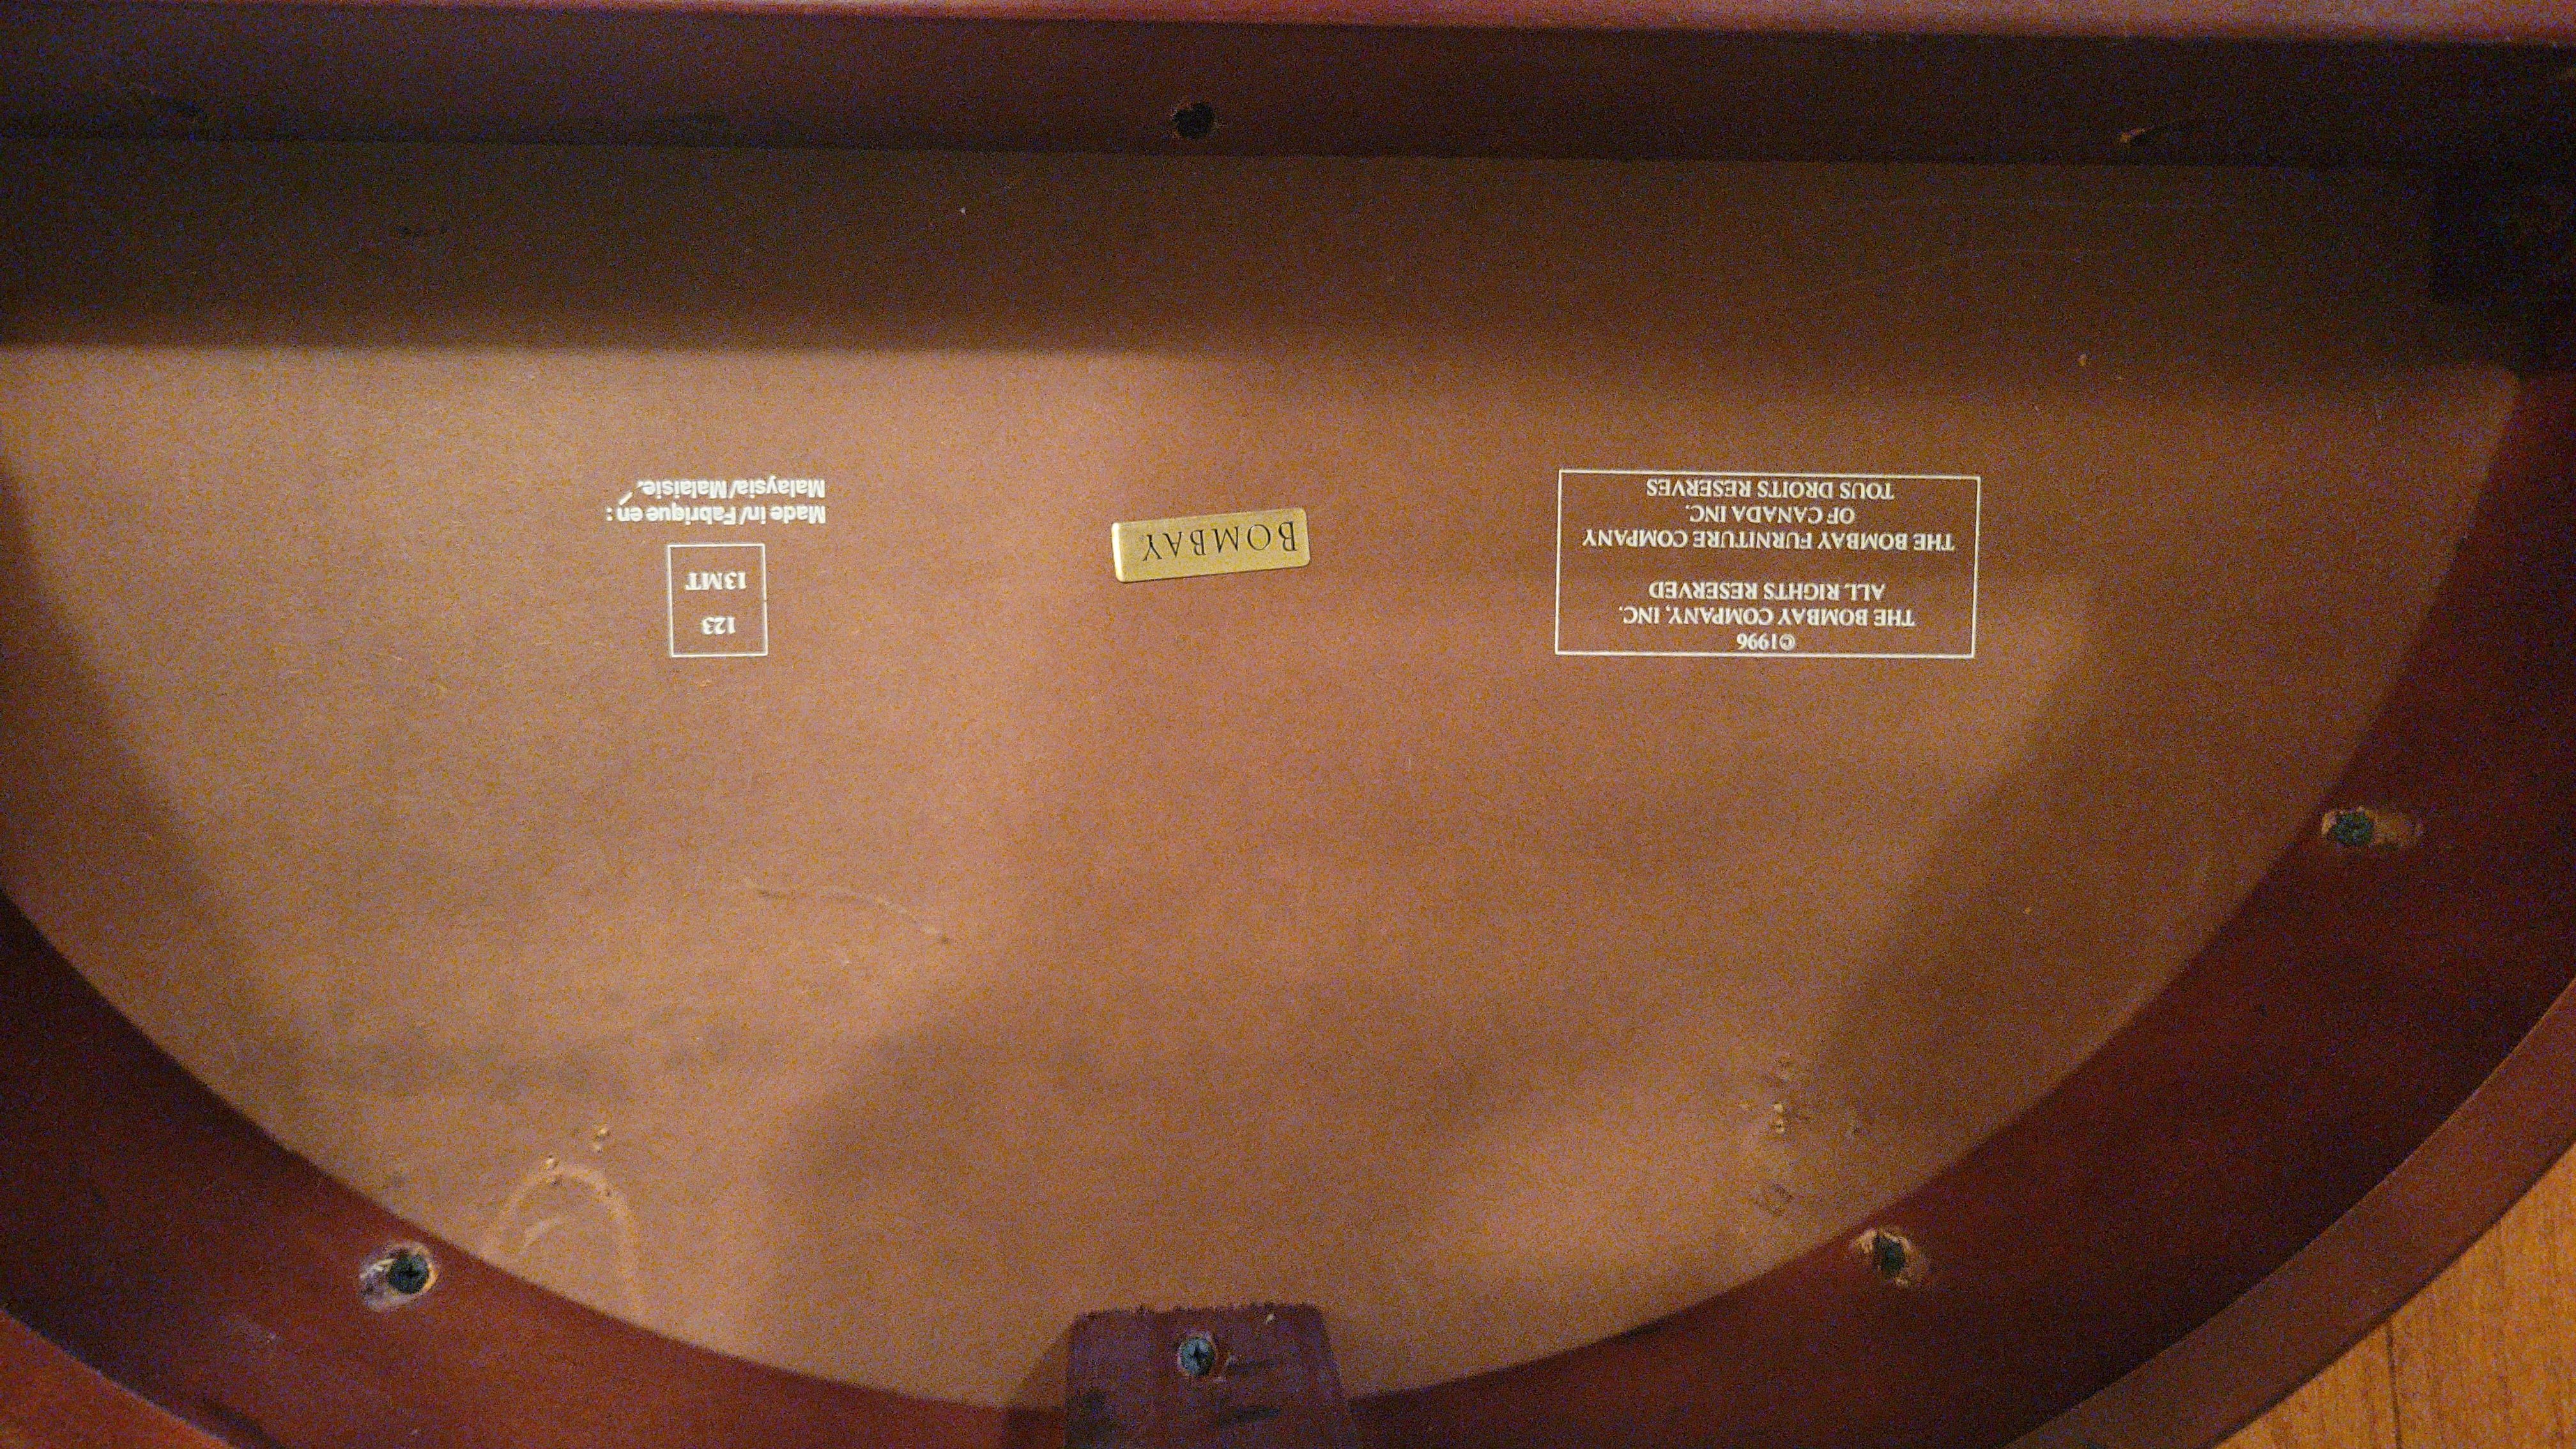 ©1996
THE BOMBAY COMPANY, INC.
ALL RIGHTS RESERVED
THE BOMBAY FURNITURE COMPANY
OF CANADA INC.
TOUS DROITS RESERVES
BOMBAY
123
13MT
Made in/Fabriqué en :
Malaysia/Malaisie.